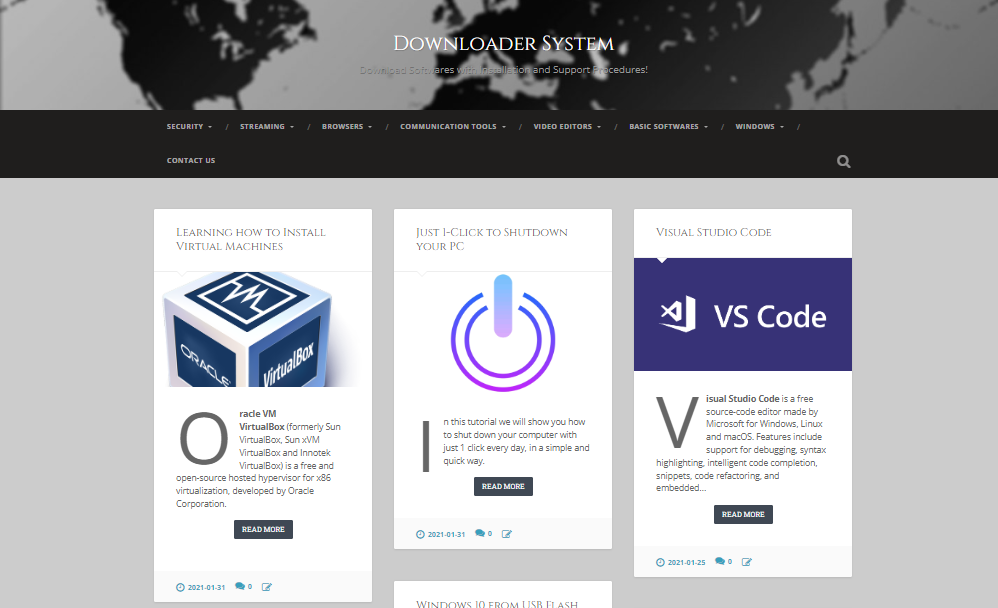 Downloader System
Downlped Softwares with Installation and Support Procedures!
SECURITY / STREAMING / BROWSERS / COMMUNICATION TOOLS / VIDEO EDITORS / BASIC SOFTWARES / WINDOWS /
CONTACT US
Learning how to Install
Virtual Machines
ORACLE
VirtualBox
Oracle VM
VirtualBox (formerly Sun
VirtualBox, Sun xVM
VirtualBox and Innotek
VirtualBox) is a free and
open-source hosted hypervisor for x86
virtualization, developed by Oracle
Corporation.
READ MORE
2021-01-31 0
Just 1-Click to Shutdown
your PC
In this tutorial we will show you how
to shut down your computer with
just 1 click every day, in a simple and
quick way.
READ MORE
2021-01-31 0
Windows 10 from USB Flash
Visual Studio Code
VS Code
Visual Studio Code is a free
source-code editor made by
Microsoft for Windows, Linux
and macOS. Features include
support for debugging, syntax
highlighting, intelligent code completion,
snippets, code refactoring, and
embedded...
READ MORE
2021-01-25 0